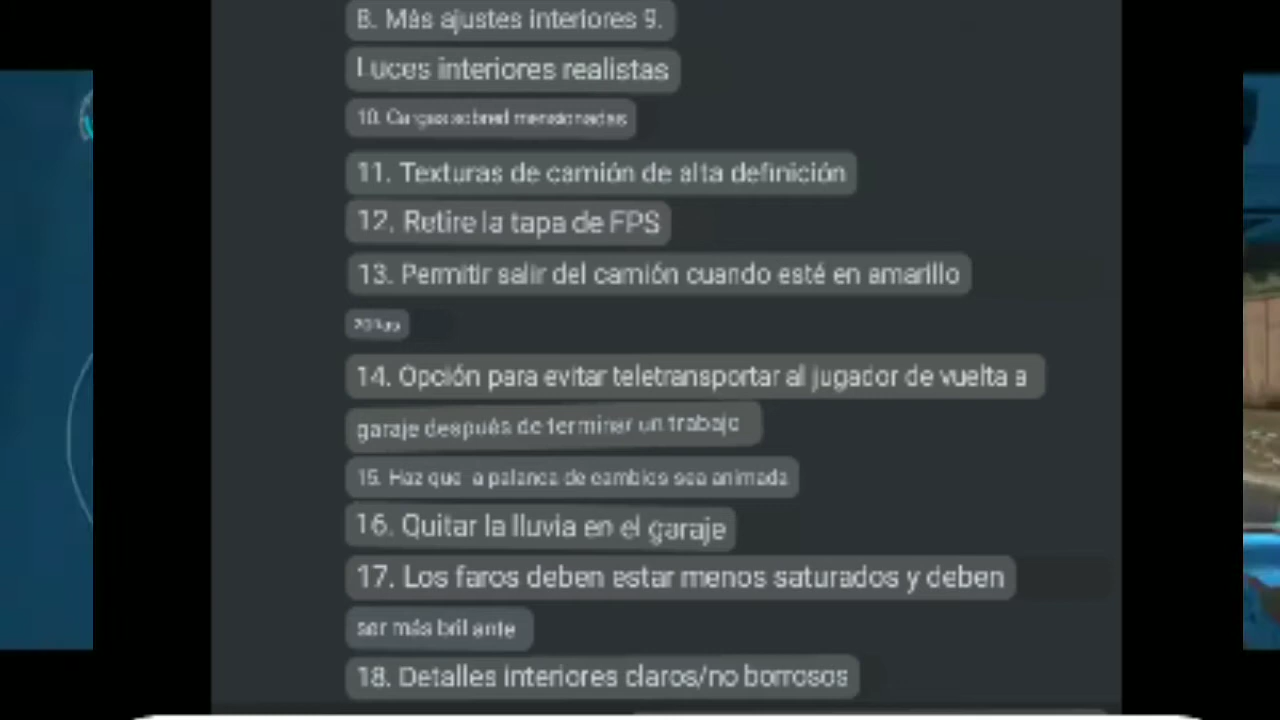 8. Más ajustes interiores 9.
Luces interiores realistas
10. Cargas sobred mensionadas
11. Texturas de camión de alta definición
12. Retire la tapa de FPS
13. Permitir salir del camión cuando esté en amarillo
14. Opción para evitar teletransportar al jugador de vuelta a
garaje después de terminar un trabajo
15. Haz que a palanca de cambios sea animada
16. Quitar la lluvia en el garaje
17. Los faros deben estar menos saturados y deben
ser más bril ante
18. Detalles interiores claros/no borrosos